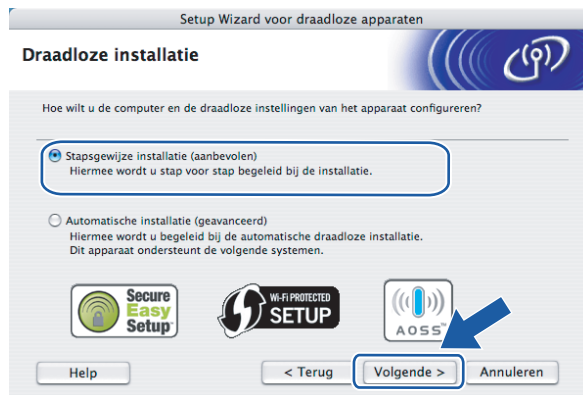 Setup Wizard voor draadloze apparaten
Draadloze installatie
Hoe wilt u de computer en de draadloze instellingen van het apparaat configureren?
Stapsgewijze installatie (aanbevolen)
Hiermee wordt u stap voor stap begeleid bij de installatie.
Automatische installatie (geavanceerd)
Hiermee wordt u begeleid bij de automatische draadloze installatie.
Dit apparaat ondersteunt de volgende systemen.
Secure
Easy
Setup™
Wi-Fi PROTECTED
SETUP
AOSS™
Help
< Terug
Volgende >
Annuleren